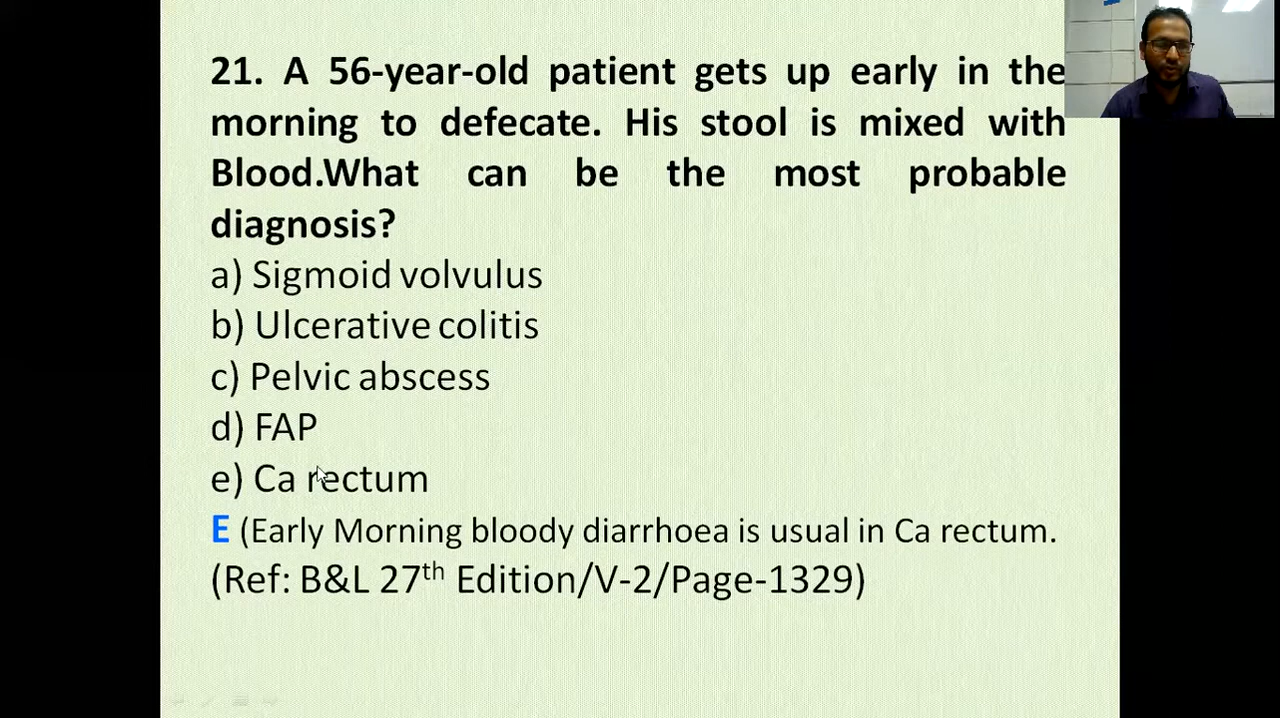 21. A 56-year-old patient gets up early in the
morning to defecate. His stool is mixed with
Blood.What can be the most probable
diagnosis?
a) Sigmoid volvulus
b) Ulcerative colitis
c) Pelvic abscess
d) FAP
e) Ca rectum
E (Early Morning bloody diarrhoea is usual in Ca rectum.
(Ref: B&L 27th Edition/V-2/Page-1329)